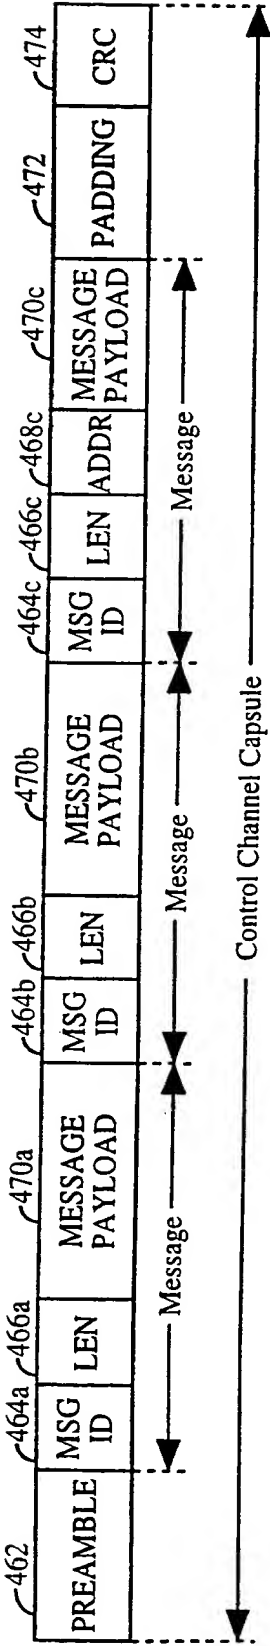 462
464a
466a
470a
464b
466b
470b
464c
466c
468c
470c
472
474
PREAMBLE
MSG
ID
LEN
MESSAGE
PAYLOAD
MSG
ID
LEN
MESSAGE
PAYLOAD
MSG
ID
LEN
ADDR
MESSAGE
PAYLOAD
PADDING
CRC
Message
Message
Message
Control Channel Capsule